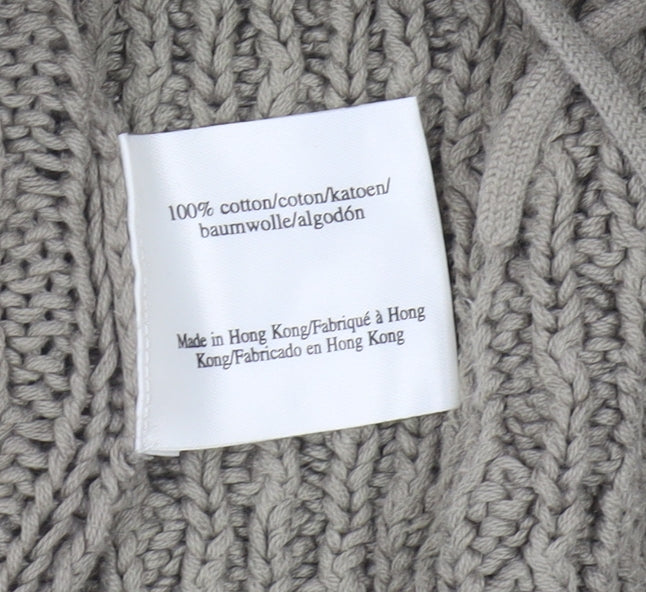 100% cotton/coton/katoen/
baumwolle/algodón
Made in Hong Kong/Fabriqué à Hong
Kong/Fabricado en Hong Kong